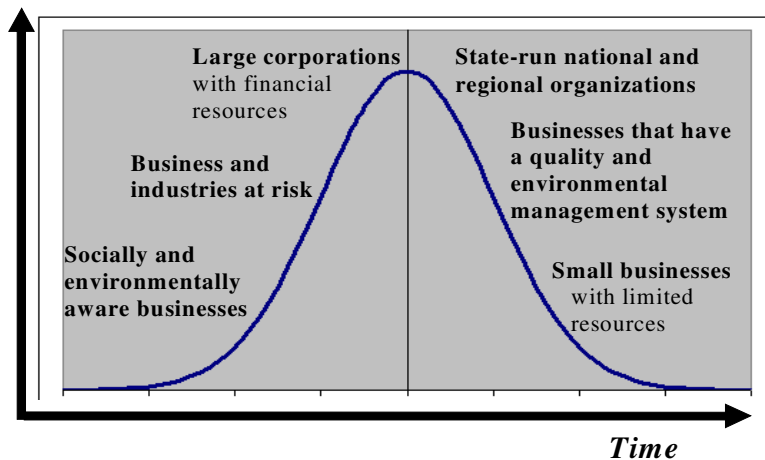 Large corporations
with financial
resources
State-run national and
regional organizations
Business and
industries at risk
Businesses that have
a quality and
environmental
management system
Socially and
environmentally
aware businesses
Small businesses
with limited
resources
Time